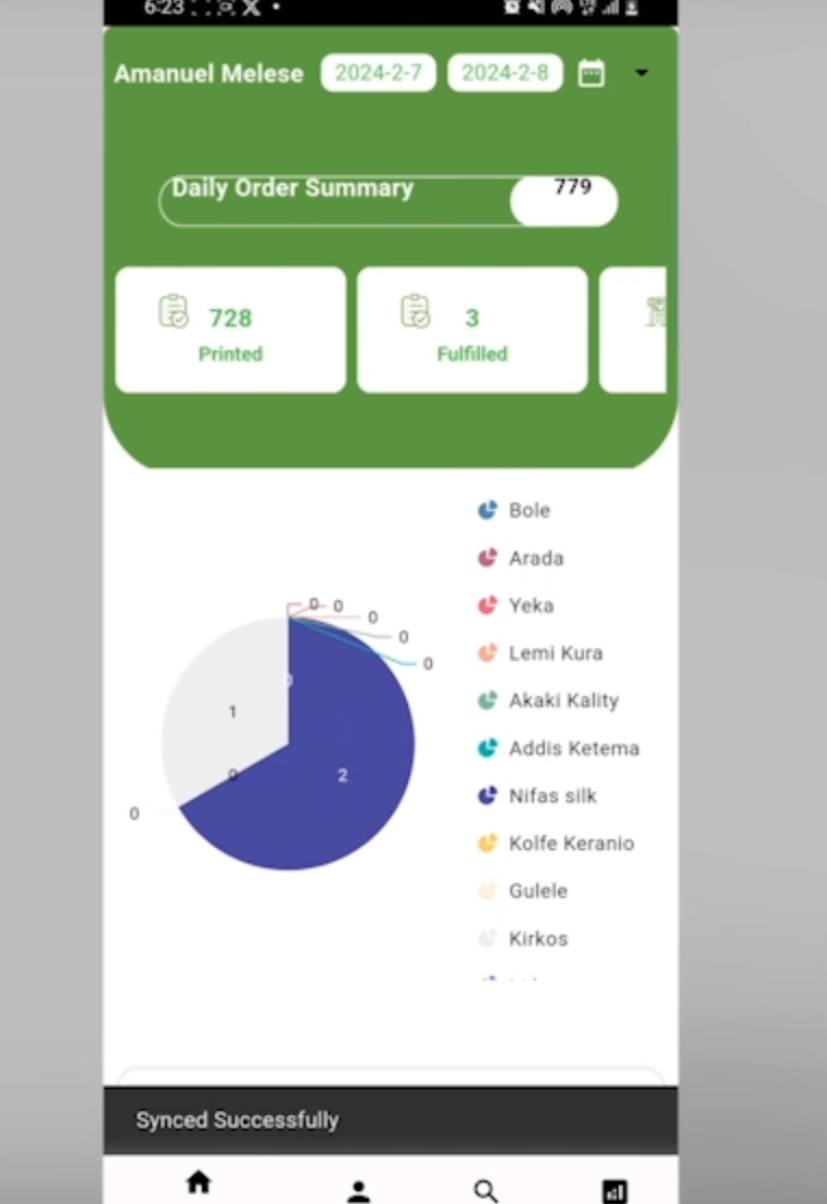 6:23
Amanuel Melese 2024-2-7 2024-2-8
Daily Order Summary 779
728
Printed
3
Fulfilled
Bole
Arada
Yeka
Lemi Kura
Akaki Kality
Addis Ketema
Nifas silk
Kolfe Keranio
Gulele
Kirkos
0 0
0
0
0
0
1
0 2
0
Synced Successfully